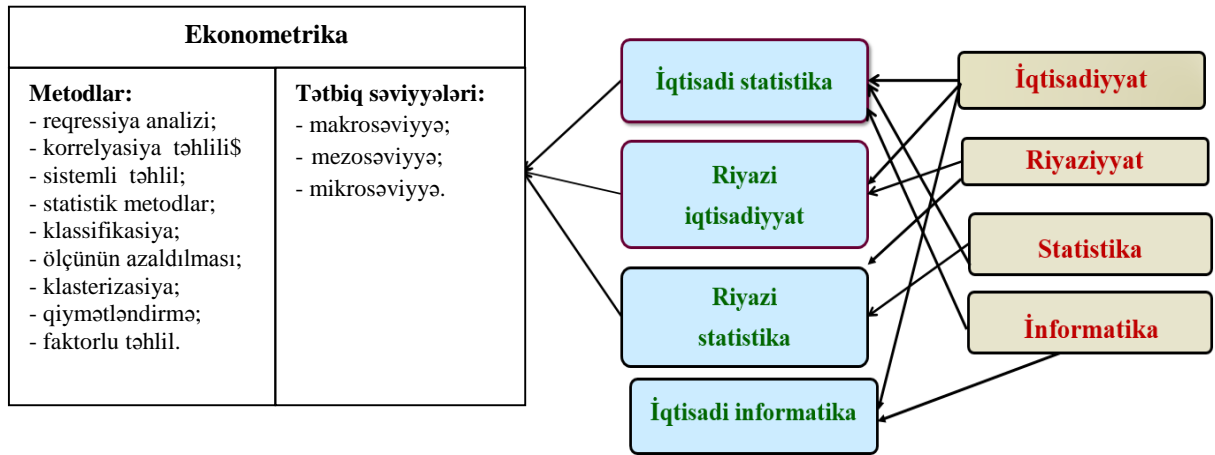 Ekonometrika
Metodlar:
- reqressiya analizi;
- korrelyasiya təhlili$
- sistemli təhlil;
- statistik metodlar;
- klassifikasiya;
- ölçünün azaldılması;
- klasterizasiya;
- qiymətləndirmə;
- faktorlu təhlil.
Tətbiq səviyyələri:
- makrosəviyyə;
- mezosəviyyə;
- mikrosəviyyə.
İqtisadi statistika
Riyazi
iqtisadiyyat
Riyazi
statistika
İqtisadi informatika
İqtisadiyyat
Riyaziyyat
Statistika
İnformatika